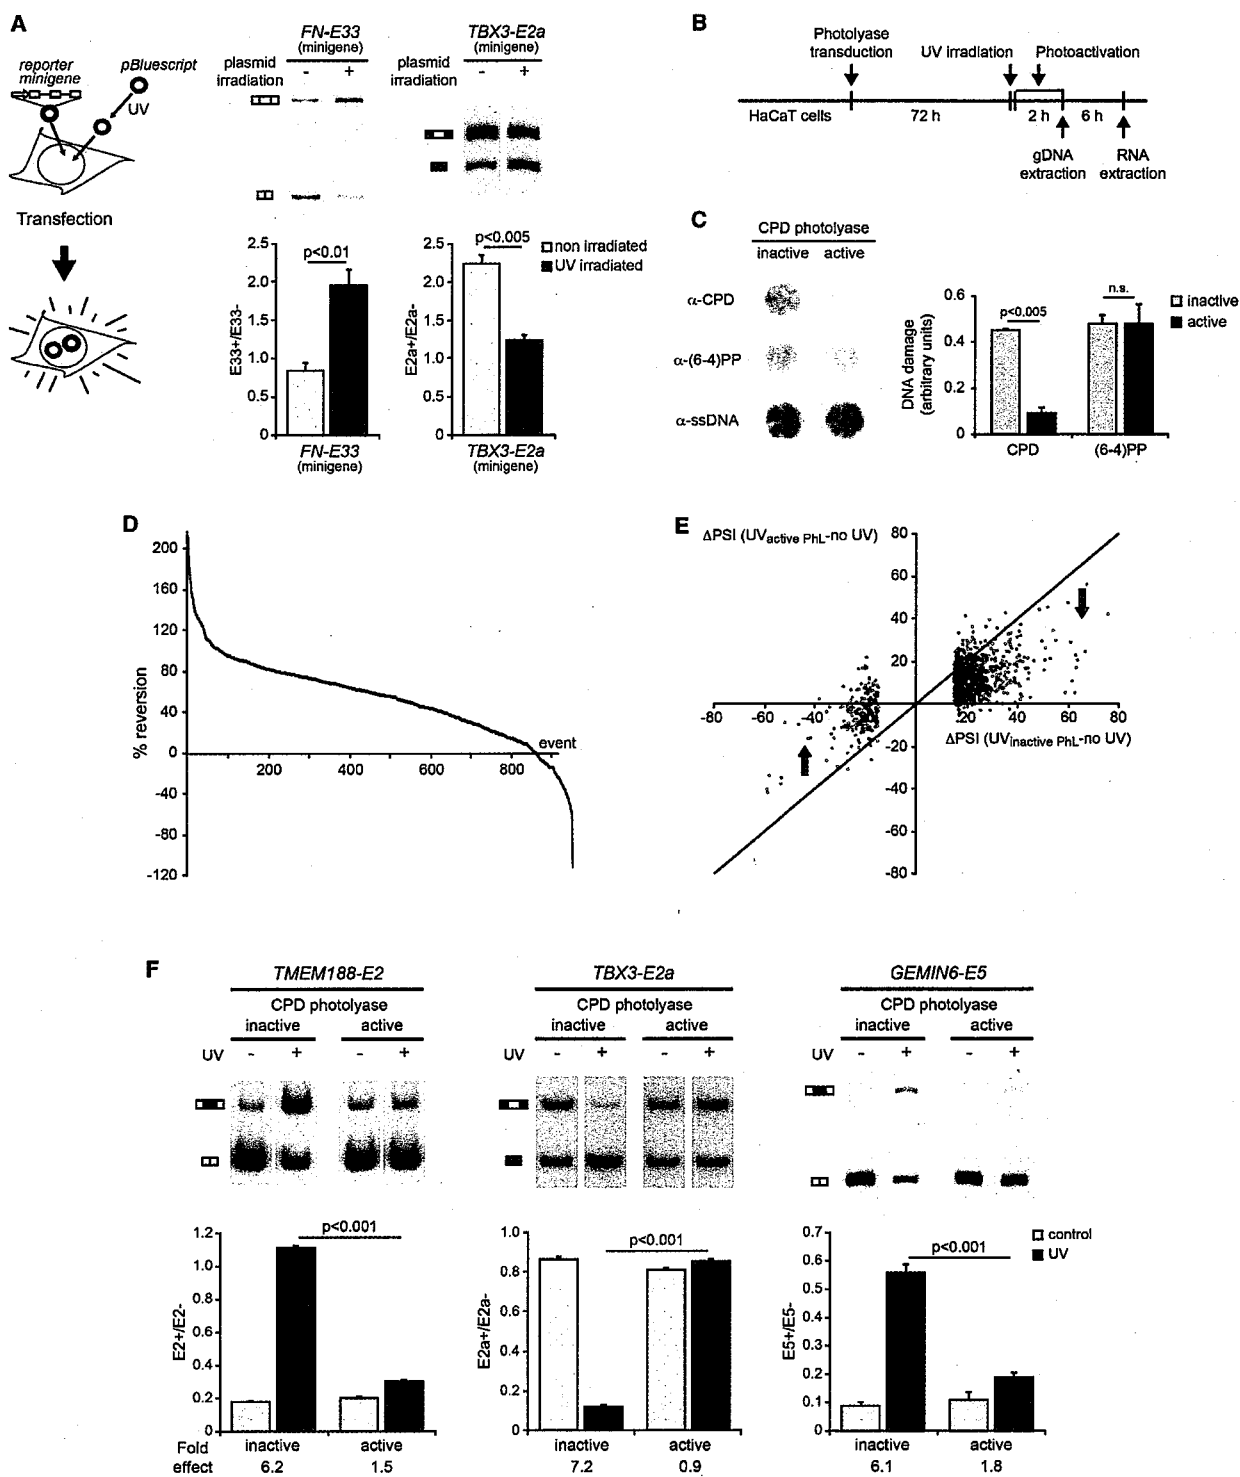 A
reporter
minigene
pBluescript
UV
Transfection
FN-E33
(minigene)
plasmid
irradiation
- +
TBX3-E2a
(minigene)
plasmid
irradiation
- +
E33+/E33-
2.5
2.0
1.5
1.0
0.5
0
p<0.01
FN-E33
(minigene)
E2a+/E2a-
2.5
2.0
1.5
1.0
0.5
0
p<0.005
TBX3-E2a
(minigene)
non irradiated
UV irradiated
B
Photolyase
transduction
UV irradiation
Photoactivation
HaCaT cells
72 h
2 h
6 h
gDNA
extraction
RNA
extraction
C
CPD photolyase
inactive active
α-CPD
α-(6-4)PP
α-ssDNA
DNA damage
(arbitrary units)
0.6
0.4
0.2
0
p<0.005
n.s.
CPD
(6-4)PP
inactive
active
D
% reversion
200
160
120
80
40
0
-40
-80
-120
200 400 600 800
event
E
ΔPSI (UVactive PhL-no UV)
80
60
40
20
-20
-40
-60
-80
-80 -60 -40 -20 20 40 60 80
ΔPSI (UVinactive PhL-no UV)
F
TMEM188-E2
CPD photolyase
inactive active
UV - + - +
E2+/E2-
1.2
1.0
0.8
0.6
0.4
0.2
0
p<0.001
inactive active
Fold
effect
6.2 1.5
TBX3-E2a
CPD photolyase
inactive active
UV - + - +
E2a+/E2a-
1.0
0.8
0.6
0.4
0.2
0
p<0.001
inactive active
7.2 0.9
GEMIN6-E5
CPD photolyase
inactive active
UV - + - +
E5+/E5-
0.7
0.6
0.5
0.4
0.3
0.2
0.1
0
p<0.001
control
UV
inactive active
6.1 1.8